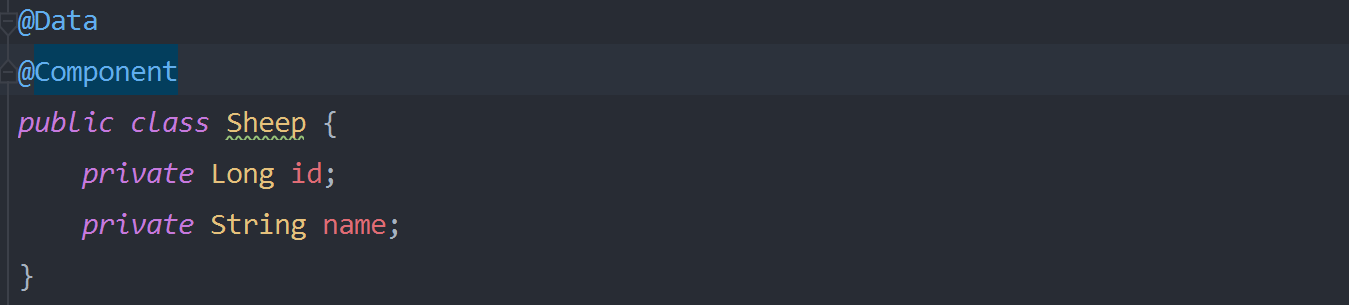 @Data
@Component
public class Sheep {
    private Long id;
    private String name;
}